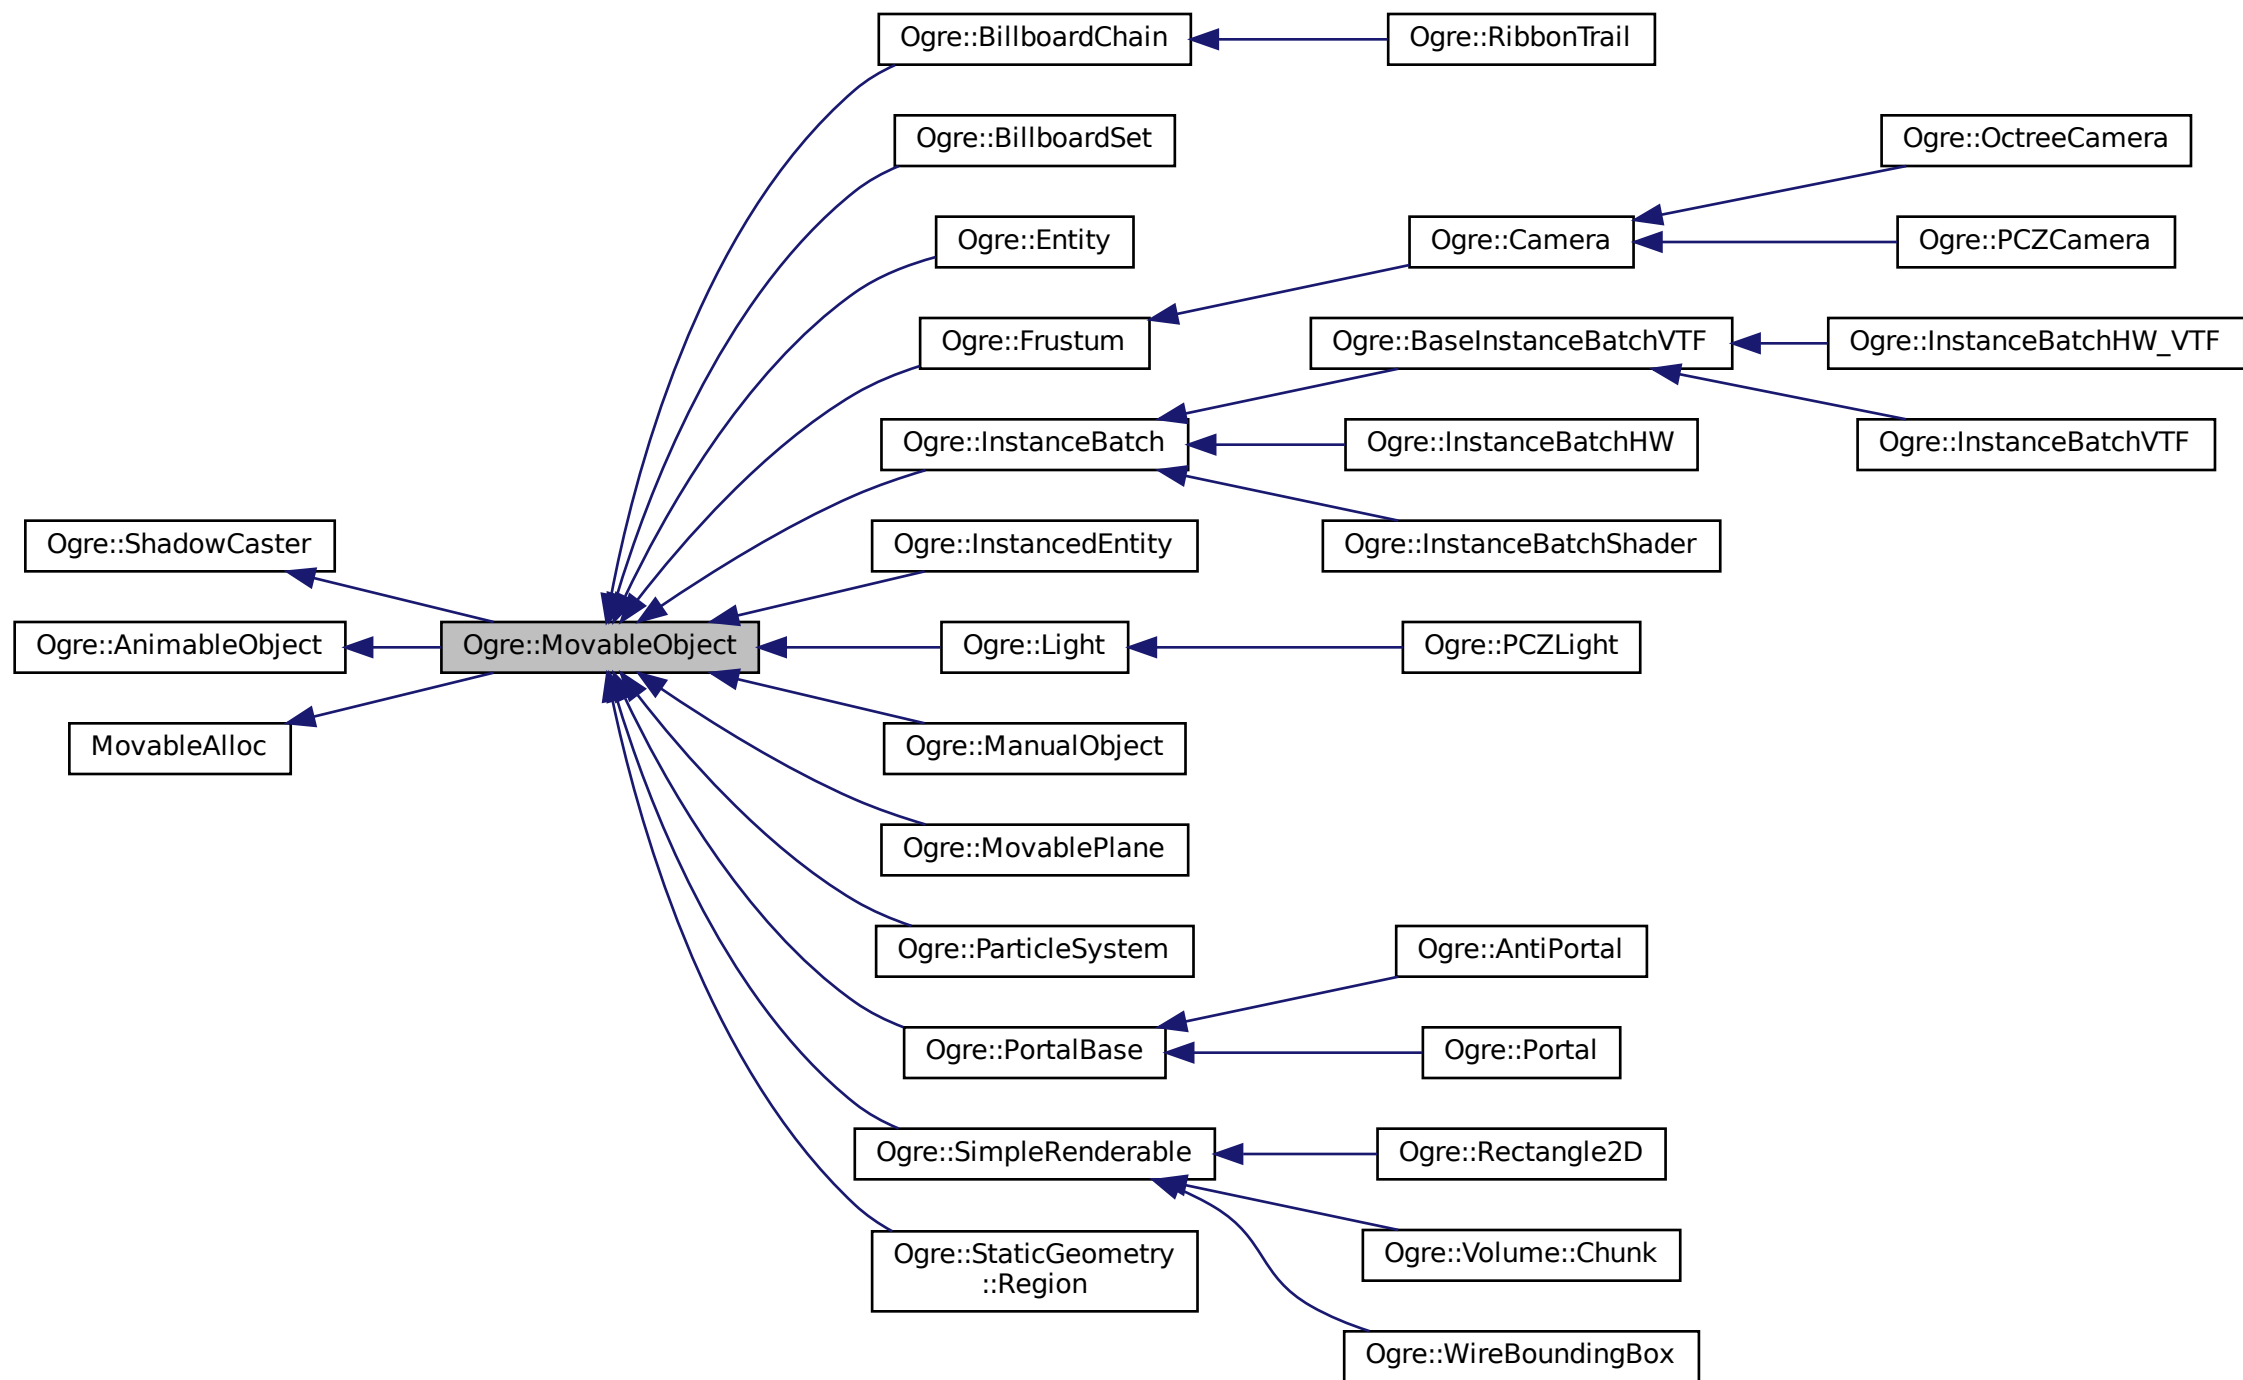 Ogre::BillboardChain
Ogre::RibbonTrail
Ogre::BillboardSet
Ogre::OctreeCamera
Ogre::Entity
Ogre::Camera
Ogre::PCZCamera
Ogre::Frustum
Ogre::BaseInstanceBatchVTF
Ogre::InstanceBatchHW_VTF
Ogre::InstanceBatch
Ogre::InstanceBatchHW
Ogre::InstanceBatchVTF
Ogre::ShadowCaster
Ogre::InstancedEntity
Ogre::InstanceBatchShader
Ogre::AnimableObject
Ogre::MovableObject
Ogre::Light
Ogre::PCZLight
MovableAlloc
Ogre::ManualObject
Ogre::MovablePlane
Ogre::ParticleSystem
Ogre::AntiPortal
Ogre::PortalBase
Ogre::Portal
Ogre::SimpleRenderable
Ogre::Rectangle2D
Ogre::StaticGeometry
::Region
Ogre::Volume::Chunk
Ogre::WireBoundingBox